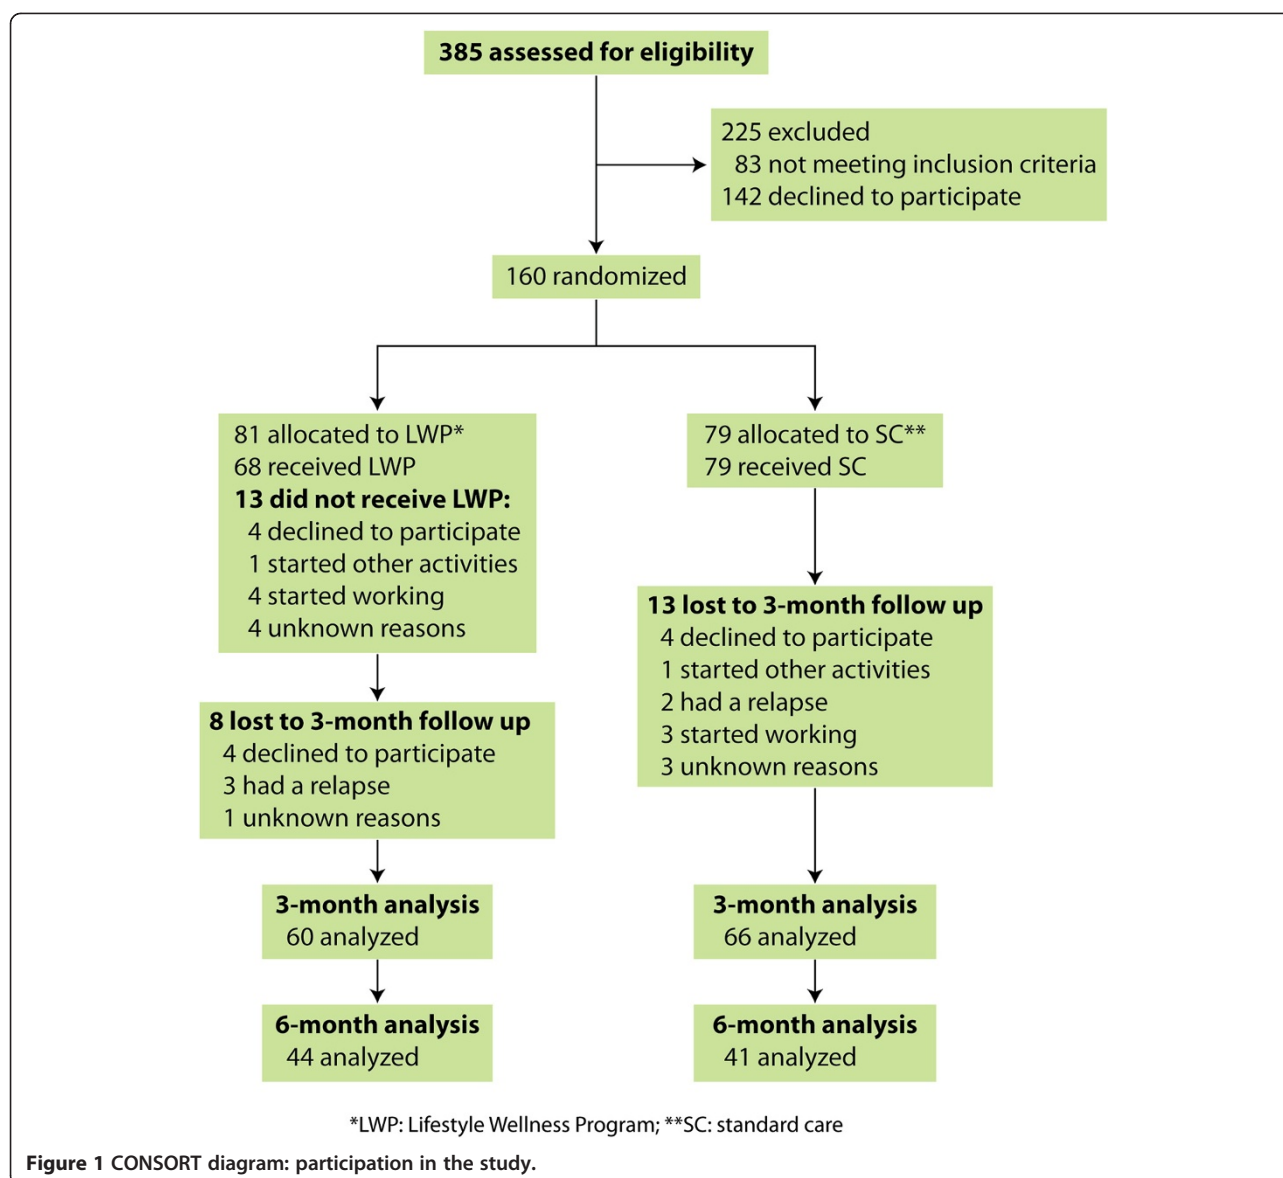 385 assessed for eligibility
225 excluded
83 not meeting inclusion criteria
142 declined to participate
160 randomized
81 allocated to LWP*
68 received LWP
13 did not receive LWP:
4 declined to participate
1 started other activities
4 started working
4 unknown reasons
8 lost to 3-month follow up
4 declined to participate
3 had a relapse
1 unknown reasons
3-month analysis
60 analyzed
6-month analysis
44 analyzed
79 allocated to SC**
79 received SC
13 lost to 3-month follow up
4 declined to participate
1 started other activities
2 had a relapse
3 started working
3 unknown reasons
3-month analysis
66 analyzed
6-month analysis
41 analyzed
*LWP: Lifestyle Wellness Program; **SC: standard care
Figure 1 CONSORT diagram: participation in the study.